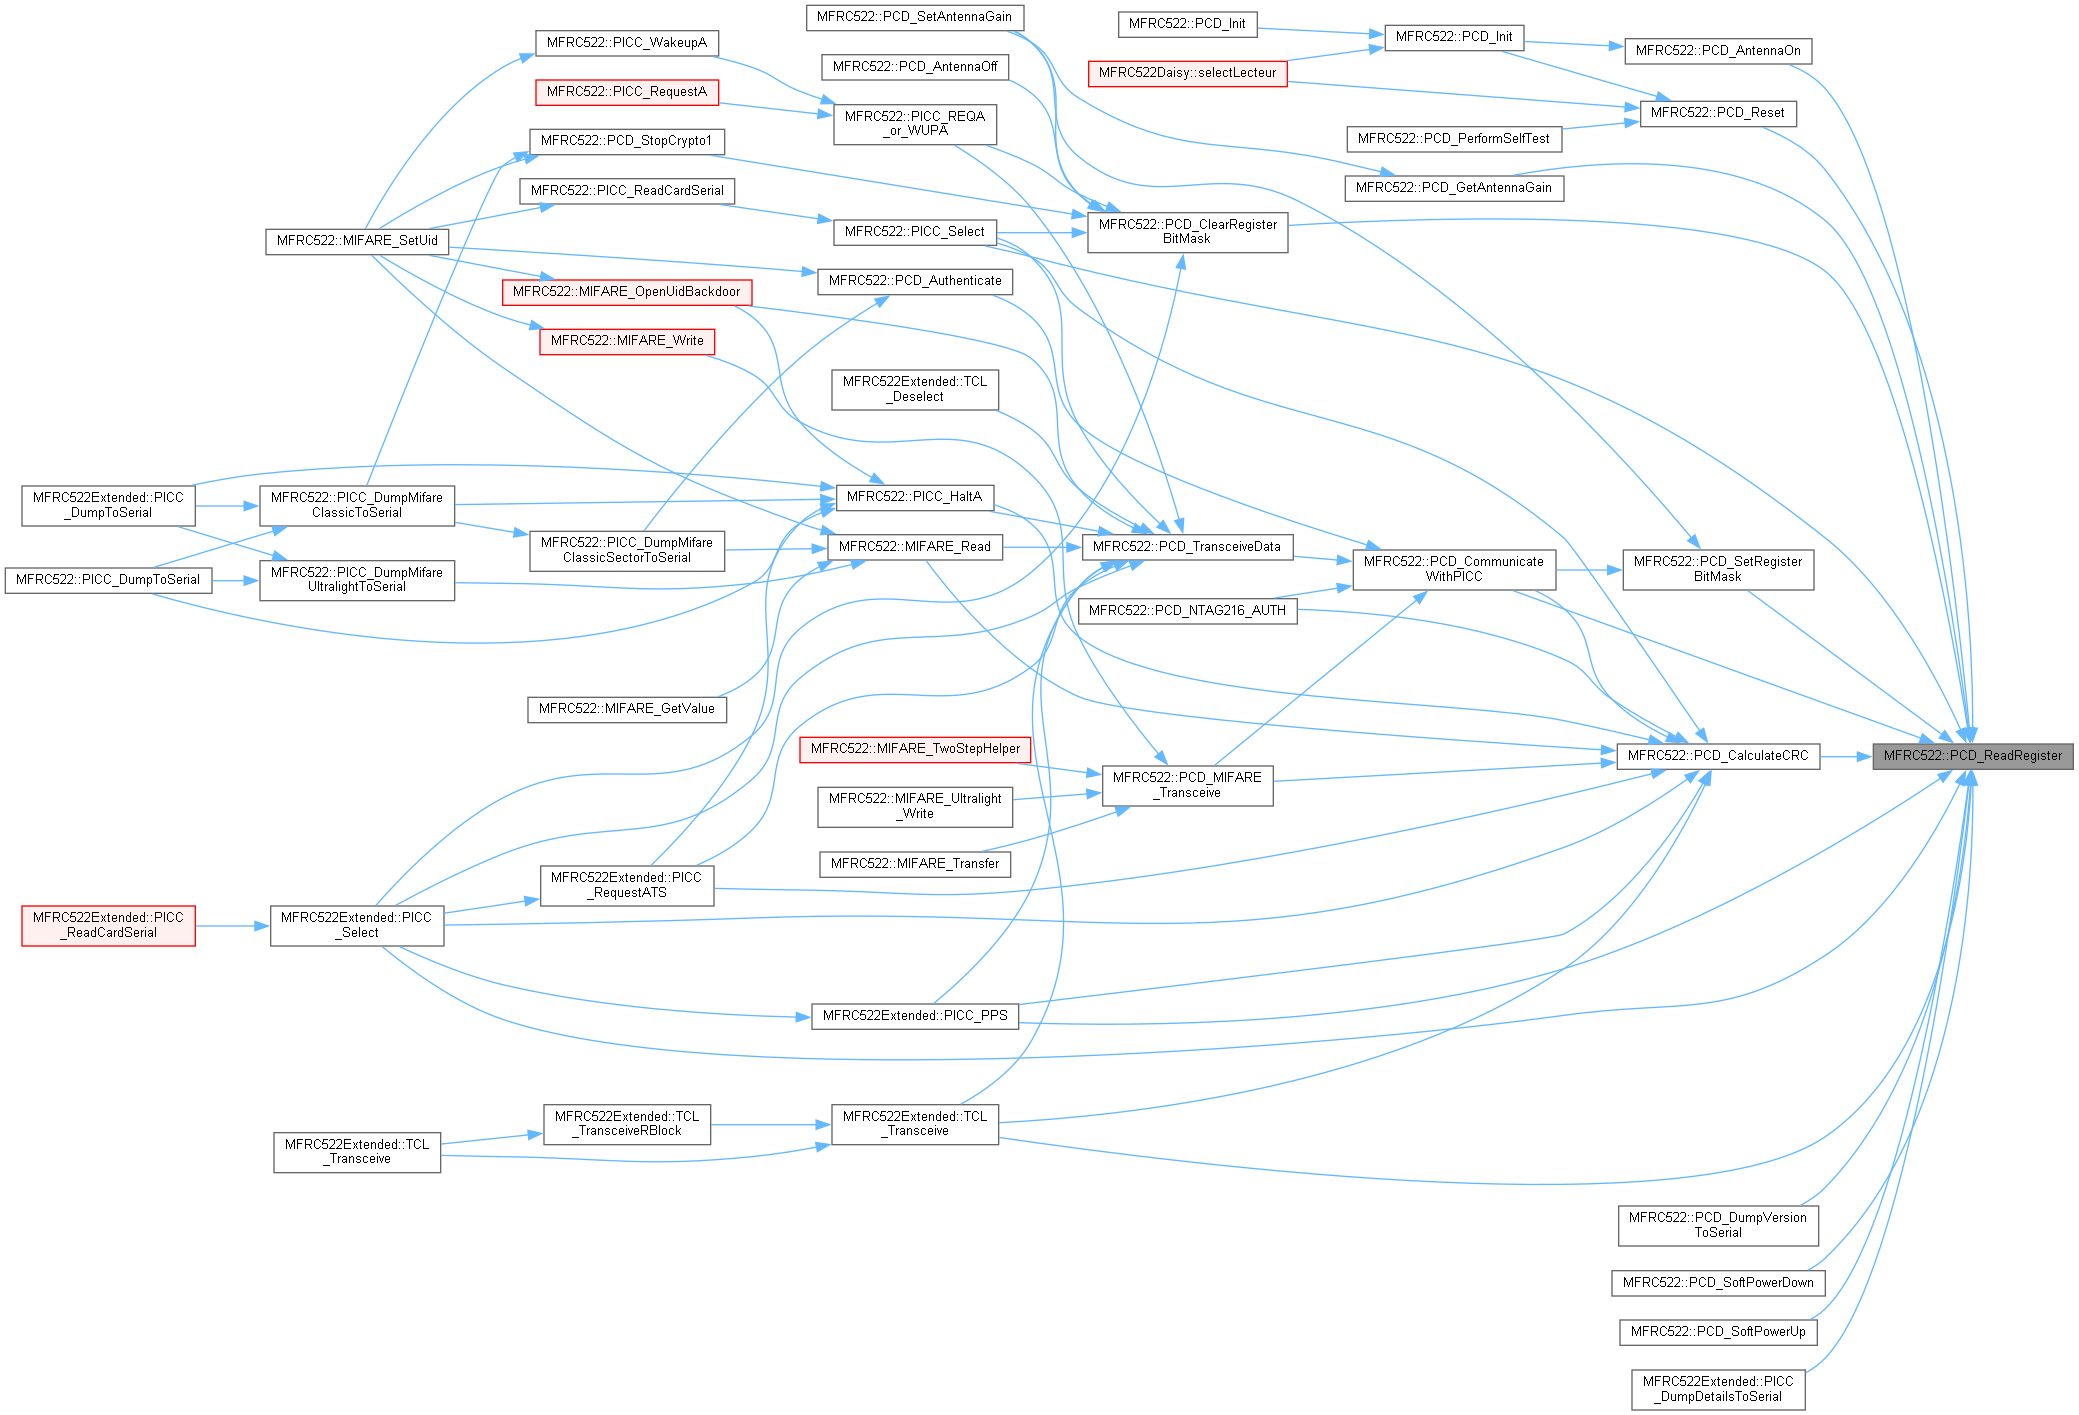 MFRC522::PCD_SetAntennaGain
MFRC522::PCD_Init
MFRC522::PCD_Init
MFRC522::PICC_WakeupA
MFRC522::PCD_AntennaOn
MFRC522::PCD_AntennaOff
MFRC522Daisy::selectLecteur
MFRC522::PICC_RequestA
MFRC522::PICC_REQA
_or_WUPA
MFRC522::PCD_Reset
MFRC522::PCD_StopCrypto1
MFRC522::PCD_PerformSelfTest
MFRC522::PICC_ReadCardSerial
MFRC522::PCD_GetAntennaGain
MFRC522::MIFARE_SetUid
MFRC522::PICC_Select
MFRC522::PCD_ClearRegister
BitMask
MFRC522::MIFARE_OpenUidBackdoor
MFRC522::PCD_Authenticate
MFRC522::MIFARE_Write
MFRC522Extended::TCL
_Deselect
MFRC522Extended::PICC
_DumpToSerial
MFRC522::PICC_DumpMifare
ClassicToSerial
MFRC522::PICC_HaltA
MFRC522::PICC_DumpMifare
ClassicSectorToSerial
MFRC522::MIFARE_Read
MFRC522::PCD_TransceiveData
MFRC522::PCD_Communicate
WithPICC
MFRC522::PCD_SetRegister
BitMask
MFRC522::PICC_DumpToSerial
MFRC522::PICC_DumpMifare
UltralightToSerial
MFRC522::PCD_NTAG216_AUTH
MFRC522::MIFARE_GetValue
MFRC522::MIFARE_TwoStepHelper
MFRC522::PCD_CalculateCRC
MFRC522::PCD_ReadRegister
MFRC522::PCD_MIFARE
_Transceive
MFRC522::MIFARE_Ultralight
_Write
MFRC522::MIFARE_Transfer
MFRC522Extended::PICC
_RequestATS
MFRC522Extended::PICC
_ReadCardSerial
MFRC522Extended::PICC
_Select
MFRC522Extended::PICC_PPS
MFRC522Extended::TCL
_Transceive
MFRC522Extended::TCL
_TransceiveRBlock
MFRC522Extended::TCL
_Transceive
MFRC522::PCD_DumpVersion
ToSerial
MFRC522::PCD_SoftPowerDown
MFRC522::PCD_SoftPowerUp
MFRC522Extended::PICC
_DumpDetailsToSerial